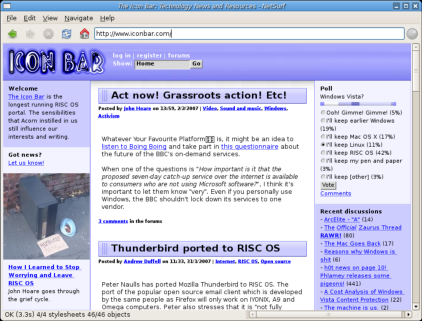 The Icon Bar: Technology News and Resources - NetSurf
File Edit View Navigate Help
http://www.iconbar.com/
ICON BAR
log in | register | forums
Show: Home Go
Welcome
The Icon Bar is the
longest running RISC OS
portal. The sensibilities
that Acorn instilled in us
still influence our
interests and writing.
Got news?
Let us know!
How I Learned to Stop
Worrying and Leave
RISC OS
John goes through the
grief cycle.
Act now! Grassroots action! Etc!
Posted by John Hoare on 13:59, 2/2/2007 | Video, Sound and music, Windows,
Activism
Whatever Your Favourite Platform is, it might be an idea to
listen to Boing Boing and take part in this questionnaire about
the future of the BBC's on-demand services.
When one of the questions is "How important is it that the
proposed seven-day catch-up service over the internet is available
to consumers who are not using Microsoft software?", I think it's
important to let them know "very". Even if you personally use
Windows, the BBC shouldn't lock down its services to one
vendor.
3 comments in the forums
Thunderbird ported to RISC OS
Posted by Andrew Duffell on 11:33, 31/1/2007 | Internet, RISC OS, Open source
Peter Naulls has ported Mozilla Thunderbird to RISC OS. The
port of the popular open source email client which is developed
by the same people as Firefox will only work on IYONIX, A9 and
Omega computers. Peter also stresses that it is "not fully
Poll
Windows Vista?
Ooh! Gimme! Gimme! (5%)
I'll keep earlier Windows
(19%)
I'll keep Mac OS X (17%)
I'll keep Linux (11%)
I'll keep RISC OS (42%)
I'll keep my pen and paper
(3%)
I'll keep [other] (3%)
Vote
Comments
Recent discussions
- ArcElite - "A" (14)
- The Official Zaurus Thread
RAWR! (80)
- The Mac Goes Back (17)
- Reasons why Windows is
shit (6)
- h0t news on page 10!
Phlamey releases some
pigeons! (441)
- A Cost Analysis of Windows
Vista Content Protection (22)
- The machine is us. (2)
OK (3.3s) 4/4 stylesheets 46/46 objects